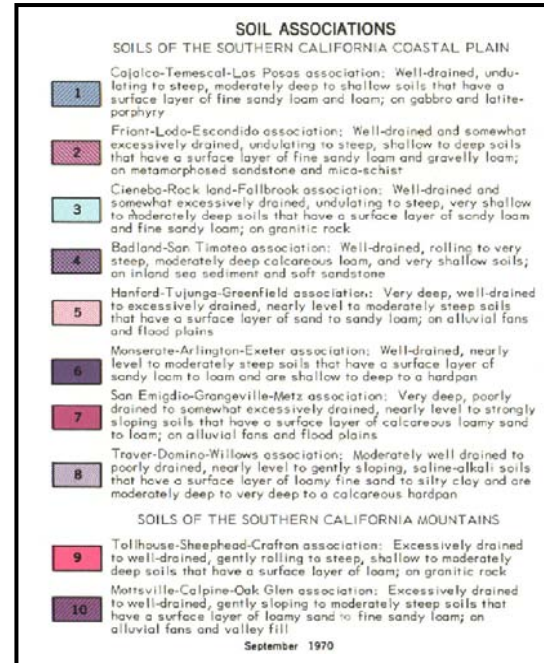 SOIL ASSOCIATIONS
SOILS OF THE SOUTHERN CALIFORNIA COASTAL PLAIN
1
Cajalco-Temescal-Las Posas association: Well-drained, undu-
lating to steep, moderately deep to shallow soils that have a
surface layer of fine sandy loam and loam; on gabbro and latite-
porphyry
2
Friant-Lodo-Escondido association: Well-drained and somewhat
excessively drained, undulating to steep, shallow to deep soils
that have a surface layer of fine sandy loam and gravelly loam;
on metamorphosed sandstone and mica-schist
3
Cieneba-Rock land-Fallbrook association: Well-drained and
somewhat excessively drained, undulating to steep, very shallow
to moderately deep soils that have a surface layer of sandy loam
and fine sandy loam; on granitic rock
4
Badland-San Timoteo association: Well-drained, rolling to very
steep, moderately deep calcareous loam, and very shallow soils;
on inland sea sediment and soft sandstone
5
Hanford-Tujunga-Greenfield association: Very deep, well-drained
to excessively drained, nearly level to moderately steep soils
that have a surface layer of sand to sandy loam; on alluvial fans
and flood plains
6
Monserate-Arlington-Exeter association: Well-drained, nearly
level to moderately steep soils that have a surface layer of
sandy loam to loam and are shallow to deep to a hardpan
7
San Emigdio-Grangeville-Metz association: Very deep, poorly
drained to somewhat excessively drained, nearly level to strongly
sloping soils that have a surface layer of calcareous loamy sand
to loam; on alluvial fans and flood plains
8
Traver-Domino-Willows association: Moderately well drained to
poorly drained, nearly level to gently sloping, saline-alkali soils
that have a surface layer of loamy fine sand to silty clay and are
moderately deep to very deep to a calcareous hardpan
SOILS OF THE SOUTHERN CALIFORNIA MOUNTAINS
9
Tollhouse-Sheephead-Crafton association: Excessively drained
to well-drained, gently rolling to steep, shallow to moderately
deep soils that have a surface layer of loam; on granitic rock
10
Mottsville-Calpine-Oak Glen association: Excessively drained
to well-drained, gently sloping to moderately steep soils that
have a surface layer of loamy sand to fine sandy loam; on
alluvial fans and valley fill
September 1970